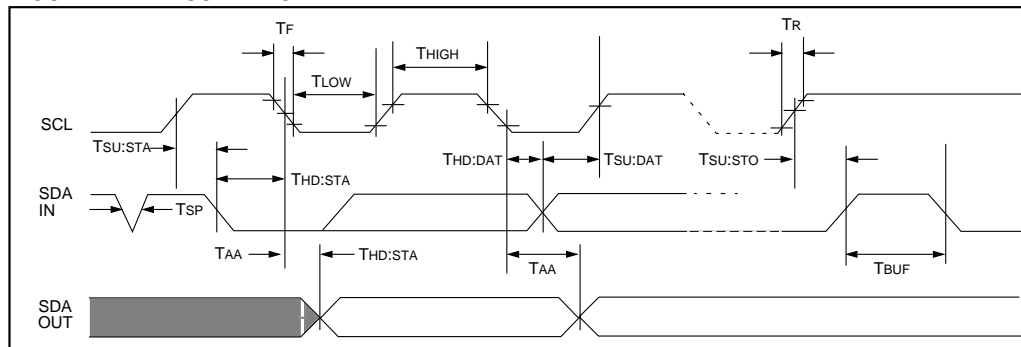 TF
TR
THIGH
TLOW
SCL
TSU:STA
THD:DAT
TSU:DAT
TSU:STO
THD:STA
SDA
IN
TSP
TAA
THD:STA
TAA
TBUF
SDA
OUT